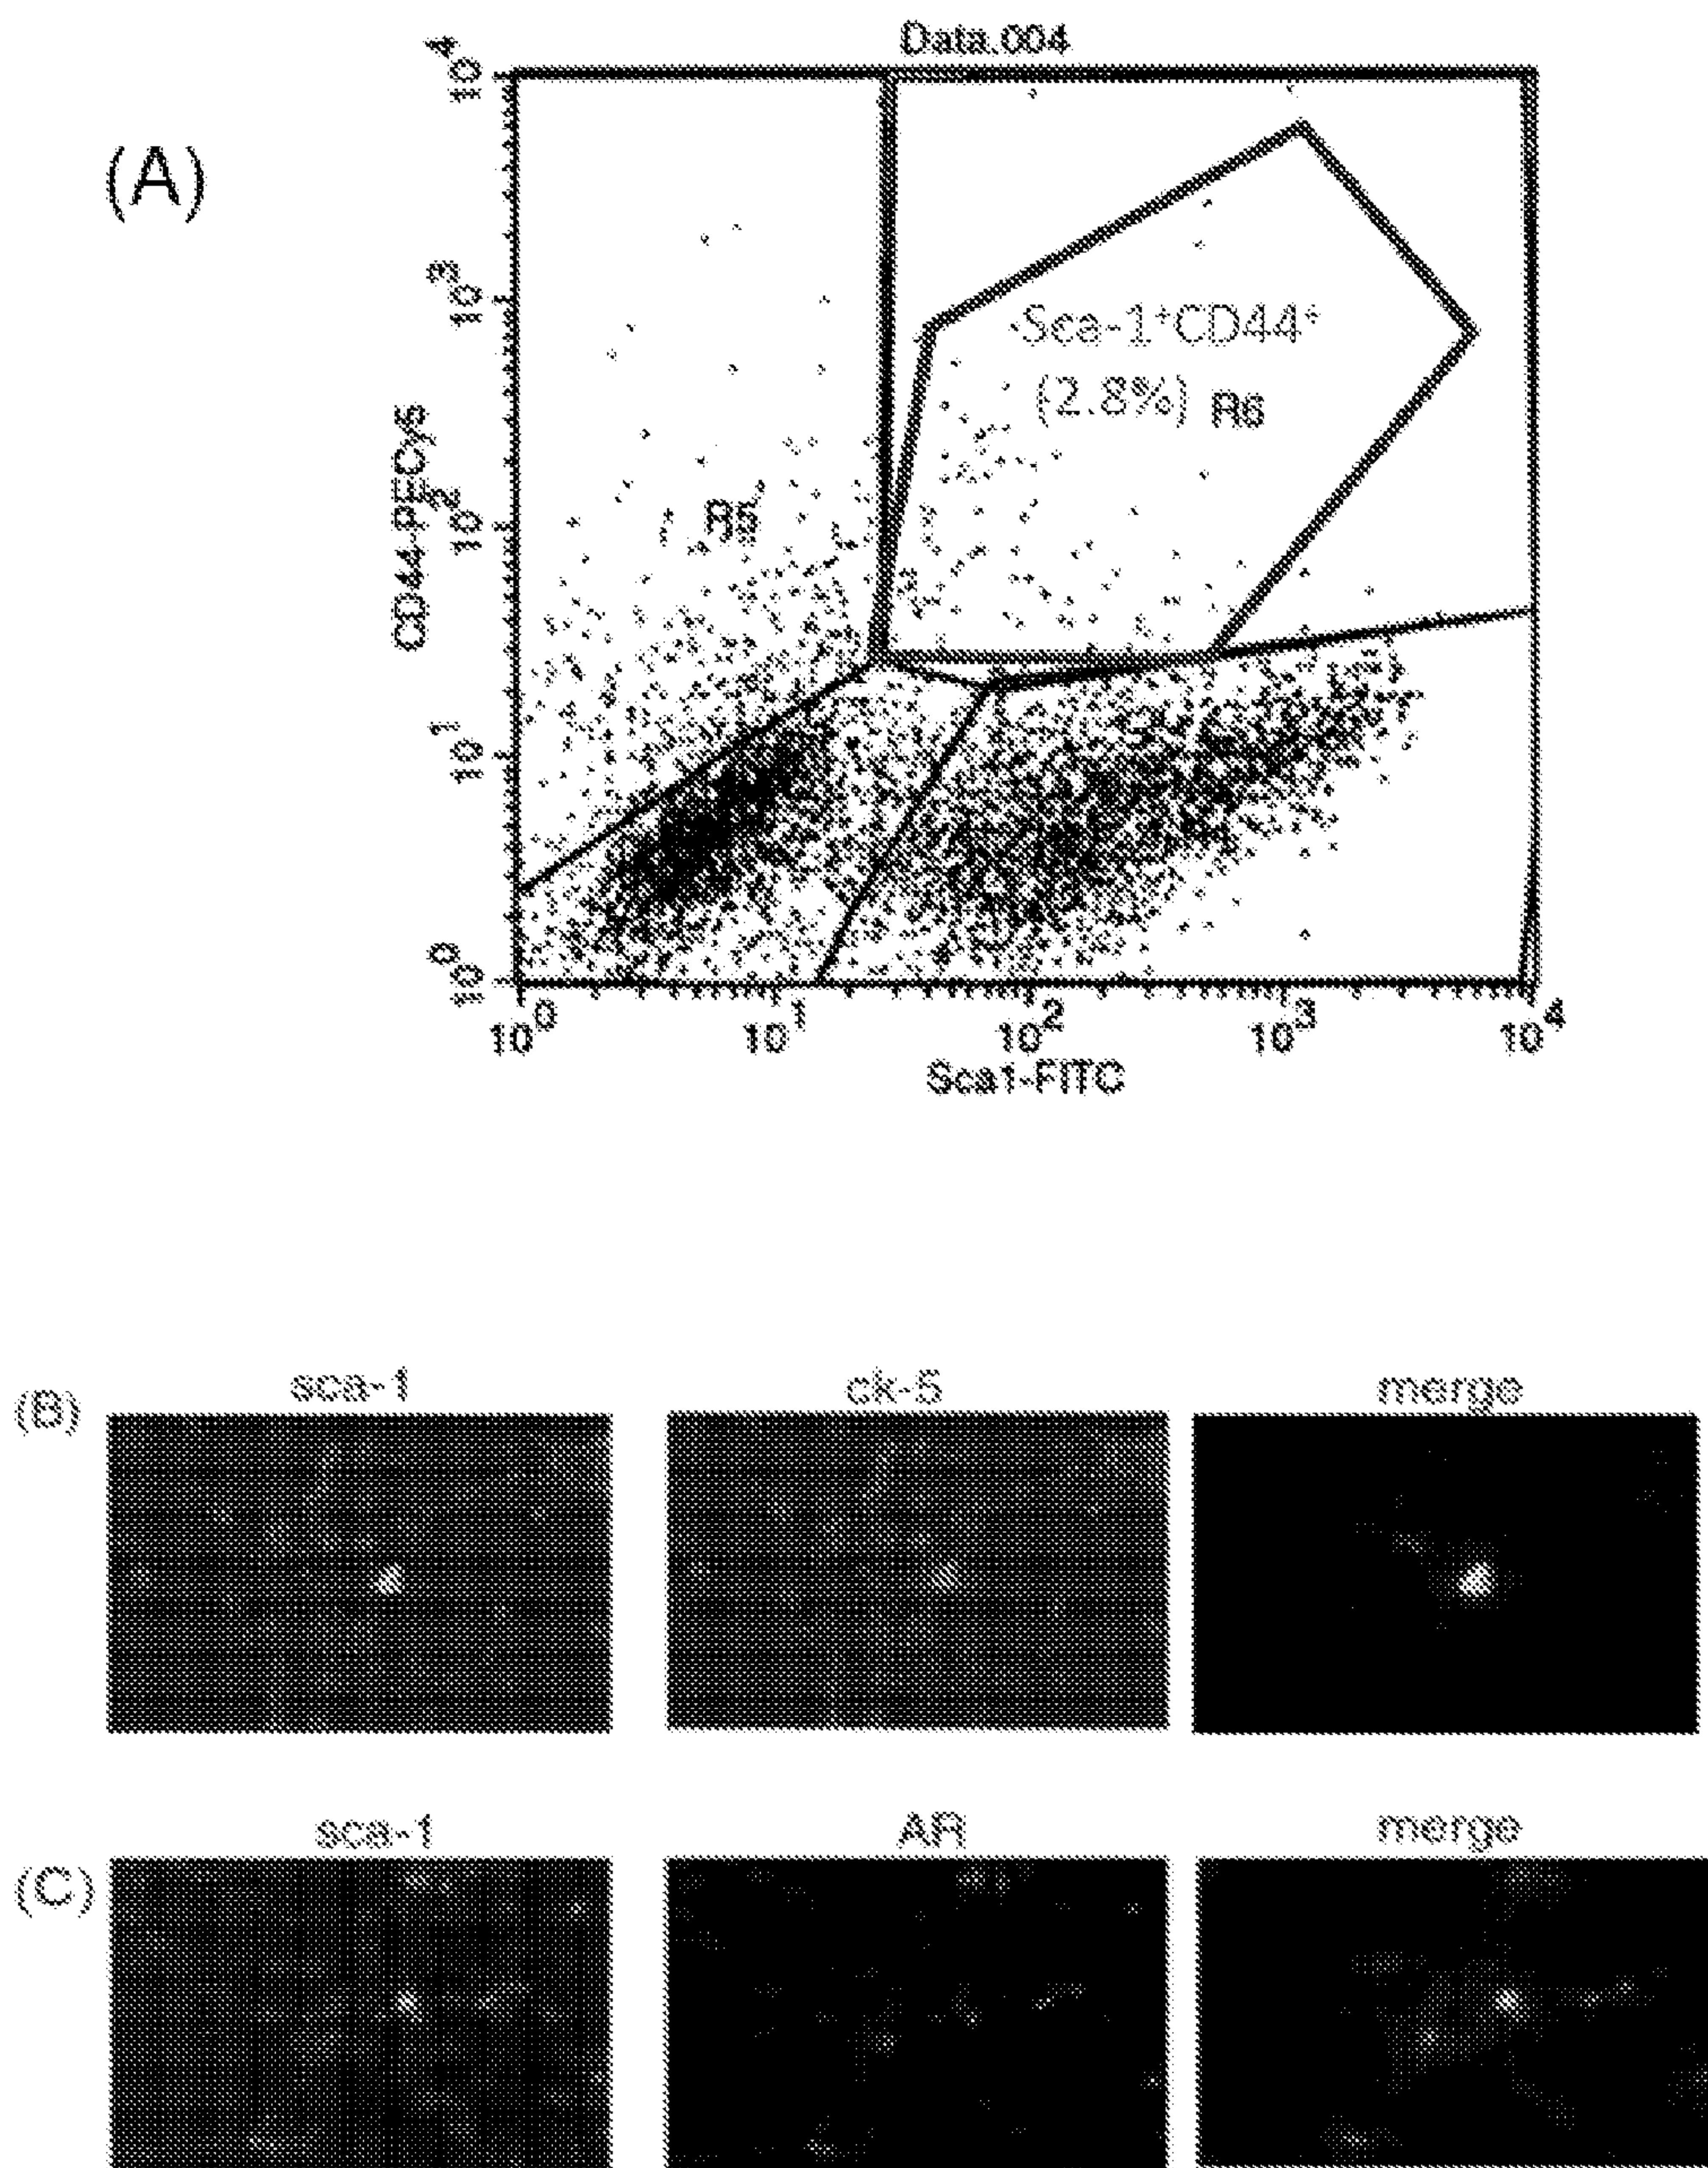 Data.004
(A)
10^4
10^3
10^2
10^1
10^0
CD44-PECy5
Sca-1+CD44+
(2.8%) R6
R5
10^0 10^1 10^2 10^3 10^4
Sca1-FITC
(B) sca-1 ck-5 merge
(C) sca-1 AR merge